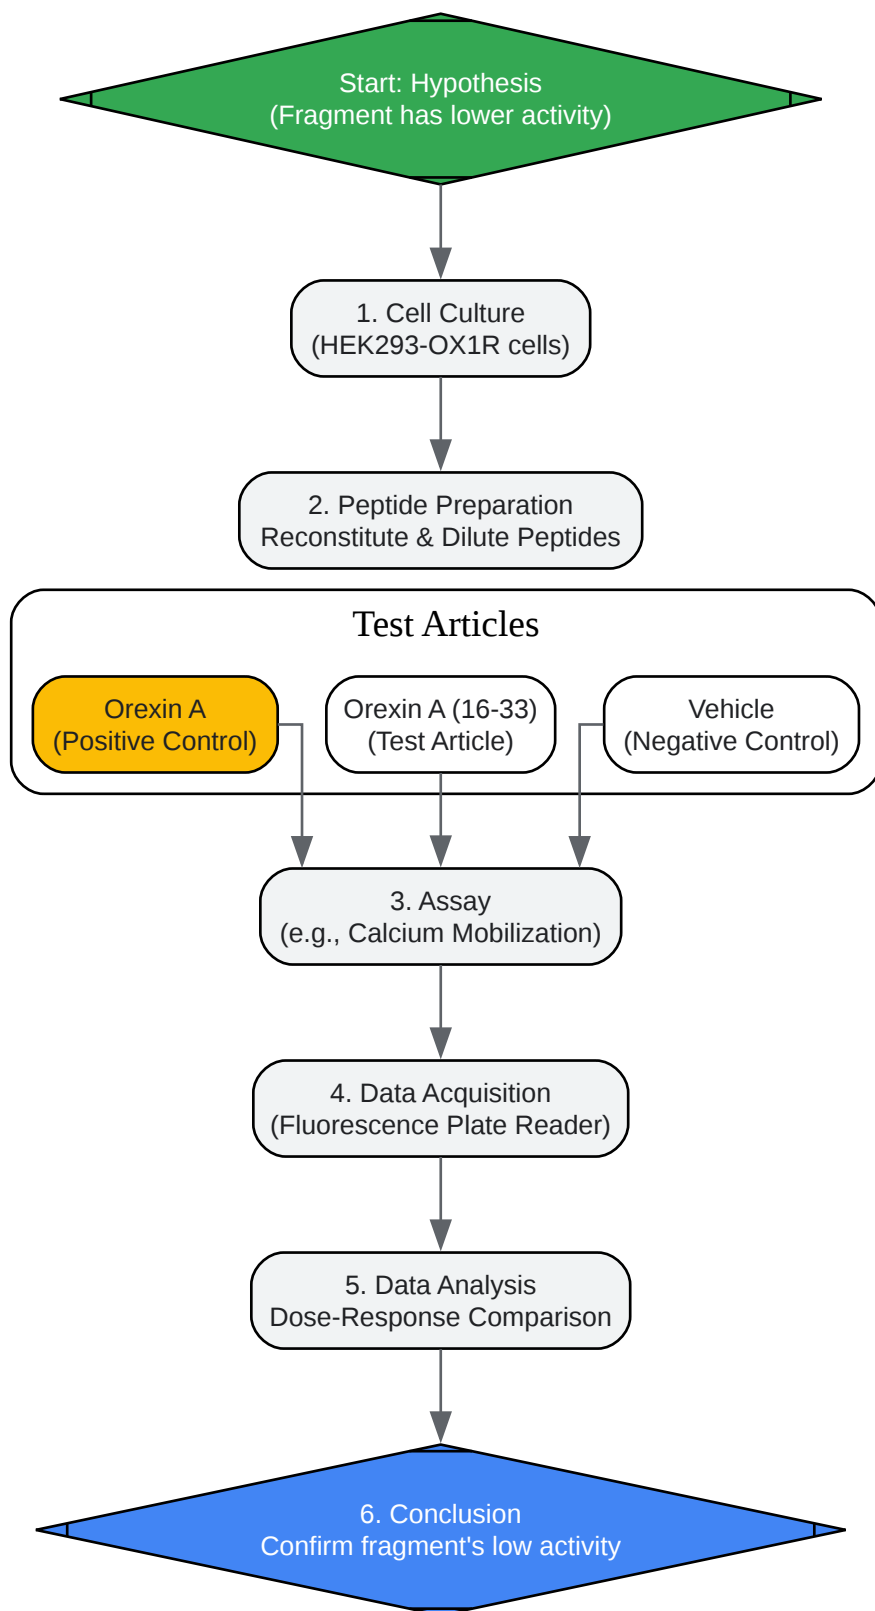 Start: Hypothesis
(Fragment has lower activity)
1. Cell Culture
(HEK293-OX1R cells)
2. Peptide Preparation
Reconstitute & Dilute Peptides
Test Articles
Orexin A
(Positive Control)
Orexin A (16-33)
(Test Article)
Vehicle
(Negative Control)
3. Assay
(e.g., Calcium Mobilization)
4. Data Acquisition
(Fluorescence Plate Reader)
5. Data Analysis
Dose-Response Comparison
6. Conclusion
Confirm fragment's low activity